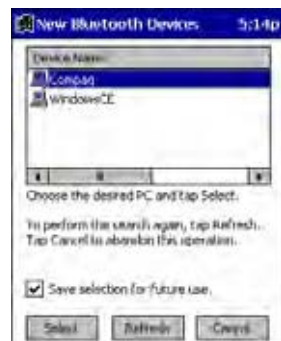 New Bluetooth Devices 5:14p
Device Name
Compaq
WindowsCE
Choose the desired PC and tap Select.
To perform the search again, tap Refresh.
Tap Cancel to abandon this operation.
Save selection for future use.
Select Refresh Cancel